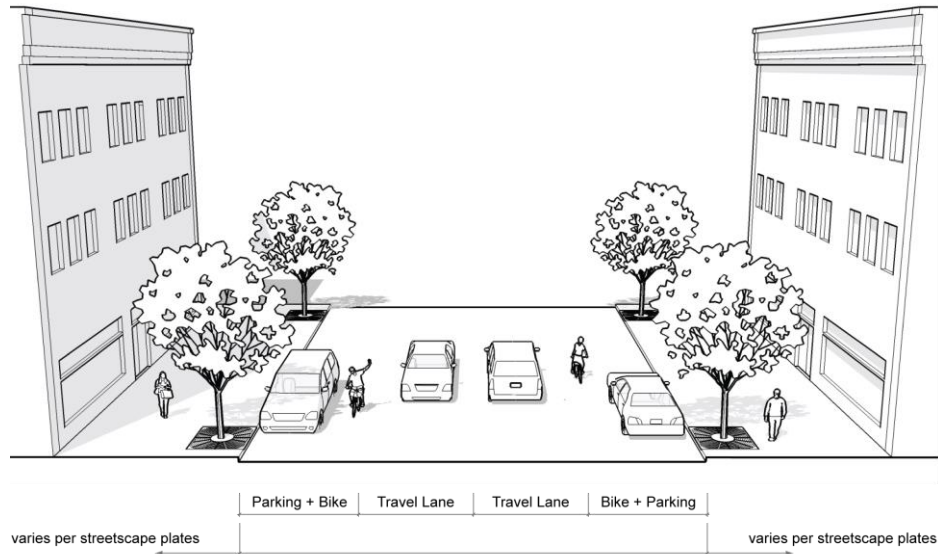 Parking + Bike
Travel Lane
Travel Lane
Bike + Parking
varies per streetscape plates
varies per streetscape plates